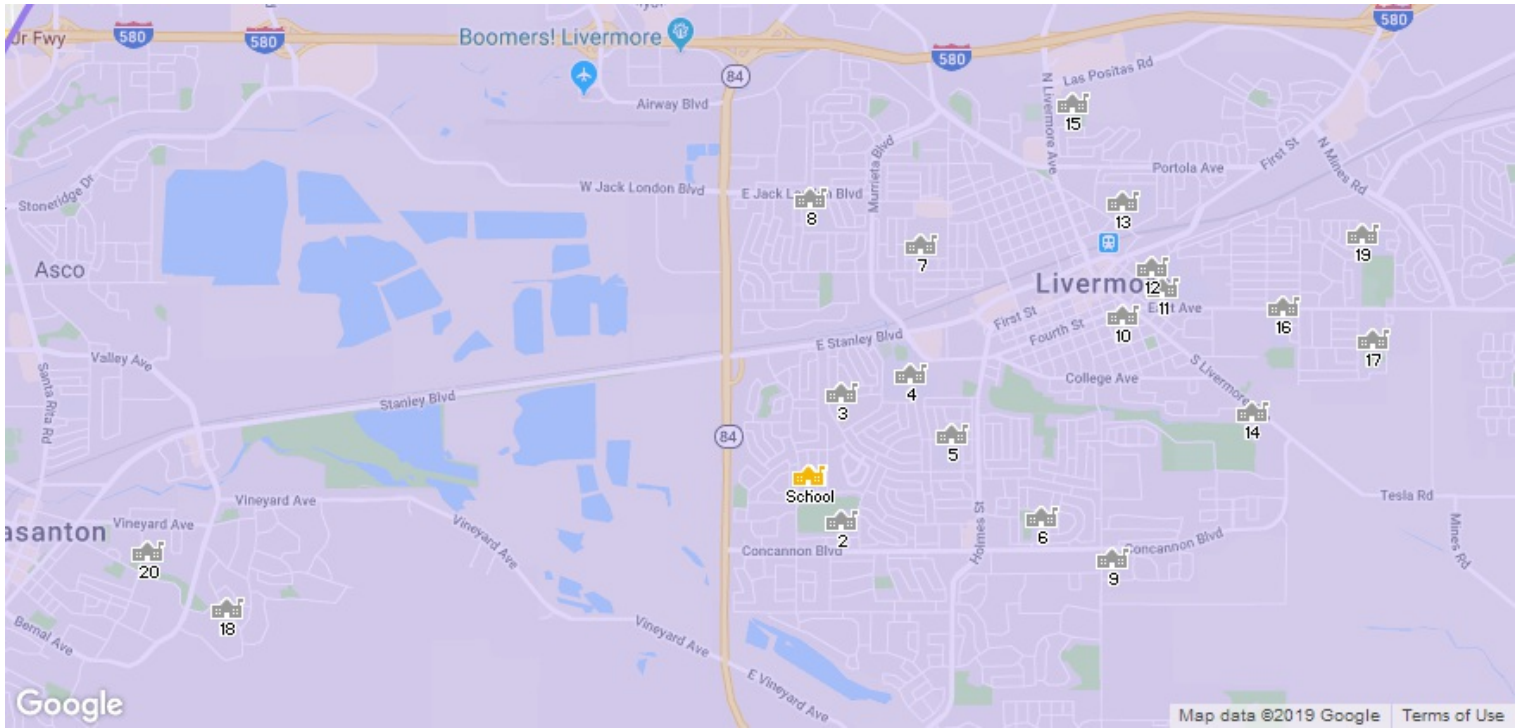 Jr Fwy
580
580
Boomers! Livermore
580
580
84
Airway Blvd
Las Positas Rd
N Livermore Ave
15
Murrieta Blvd
Portola Ave
First St
N Mines Rd
Stoneridge Dr
W Jack London Blvd
E Jack London Blvd
8
13
7
19
Asco
Livermo
12
11
East Ave
16
First St
Fourth St
10
E Stanley Blvd
17
Valley Ave
Santa Rita Rd
Stanley Blvd
College Ave
S Livermore
3
4
14
84
5
School
Tesla Rd
Vineyard Ave
Vineyard Ave
asanton
Vineyard Ave
2
Holmes St
6
Mines Rd
Concannon Blvd
Concannon Blvd
9
20
18
Bernal Ave
Vineyard Ave
E Vineyard Ave
Google
Map data ©2019 Google
Terms of Use